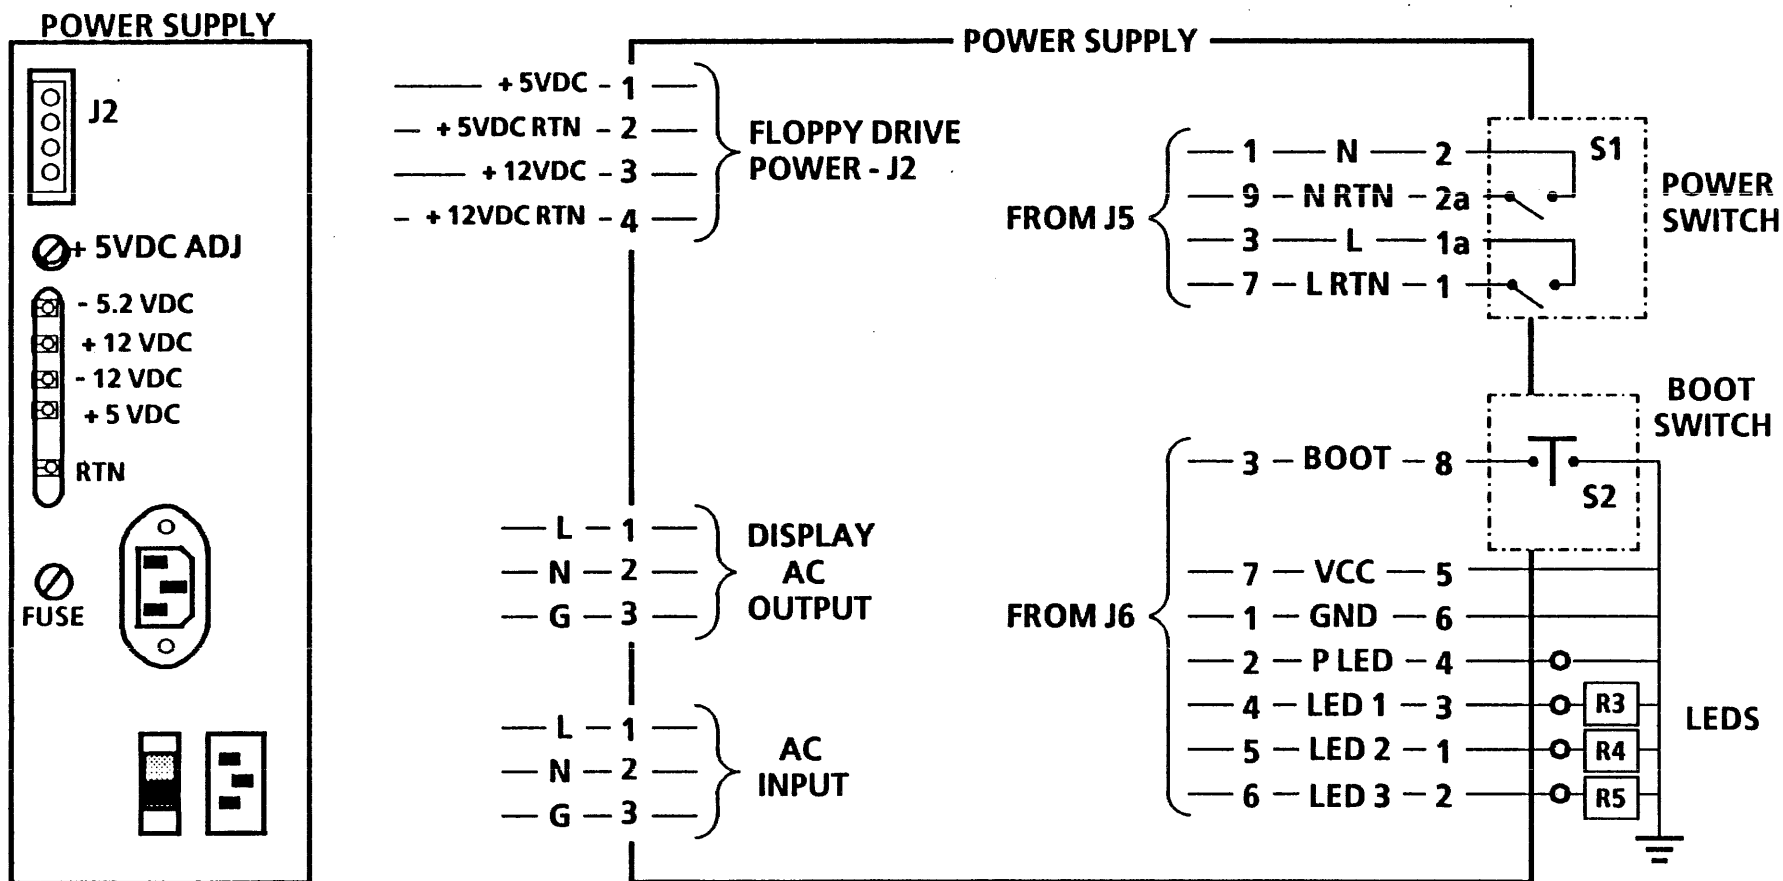 POWER SUPPLY
J2
+ 5VDC ADJ
- 5.2 VDC
+ 12 VDC
- 12 VDC
+ 5 VDC
RTN
FUSE
POWER SUPPLY
+ 5VDC - 1
+ 5VDC RTN - 2
+ 12VDC - 3
+ 12VDC RTN - 4
FLOPPY DRIVE
POWER - J2
L - 1
N - 2
G - 3
DISPLAY
AC
OUTPUT
L - 1
N - 2
G - 3
AC
INPUT
FROM J5
1 - N - 2
9 - N RTN - 2a
3 - L - 1a
7 - L RTN - 1
S1
POWER
SWITCH
BOOT
SWITCH
FROM J6
3 - BOOT - 8
S2
7 - VCC - 5
1 - GND - 6
2 - P LED - 4
4 - LED 1 - 3
R3
5 - LED 2 - 1
R4
6 - LED 3 - 2
R5
LEDS